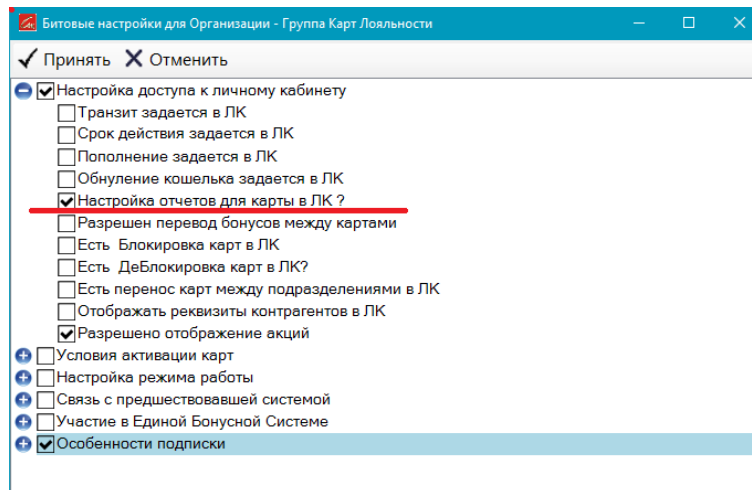 Битовые настройки для Организации - Группа Карт Лояльности
Принять Отменить
Настройка доступа к личному кабинету
Транзит задается в ЛК
Срок действия задается в ЛК
Пополнение задается в ЛК
Обнуление кошелька задается в ЛК
Настройка отчетов для карты в ЛК ?
Разрешен перевод бонусов между картами
Есть Блокировка карт в ЛК
Есть ДеБлокировка карт в ЛК?
Есть перенос карт между подразделениями в ЛК
Отображать реквизиты контрагентов в ЛК
Разрешено отображение акций
Условия активации карт
Настройка режима работы
Связь с предшествовавшей системой
Участие в Единой Бонусной Системе
Особенности подписки